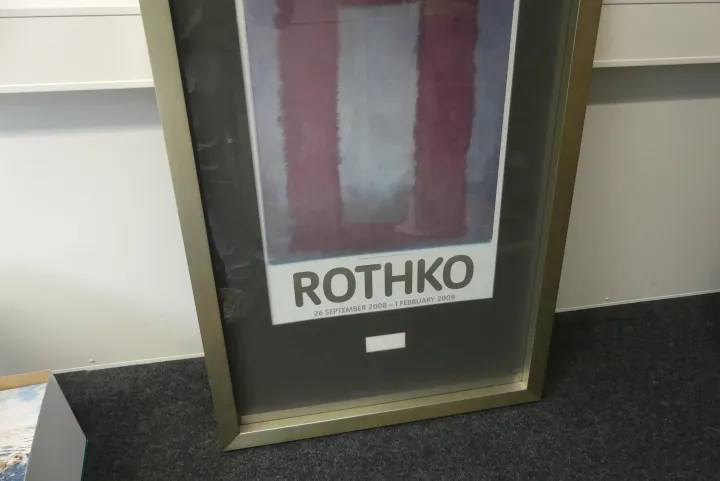 ROTHKO
26 SEPTEMBER 2008 – 1 FEBRUARY 2009